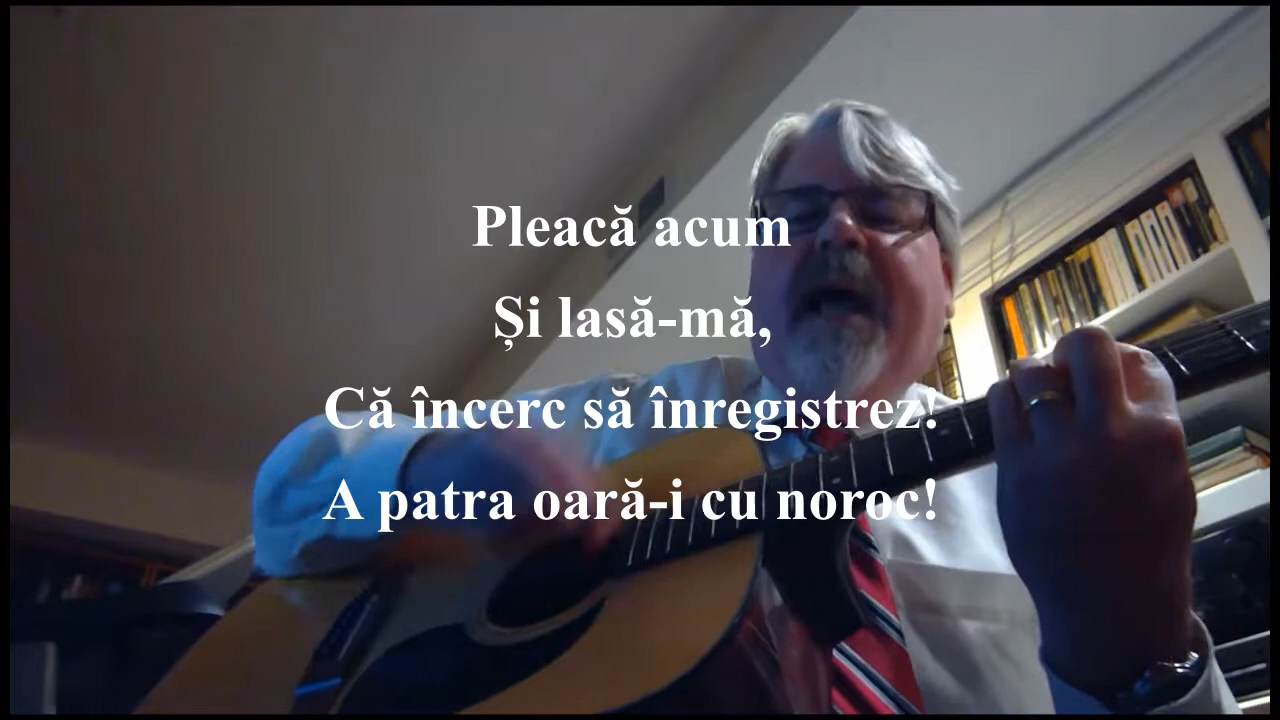 Pleacă acum
Și lasă-mă,
Că încerc să înregistrez!
A patra oară-i cu noroc!